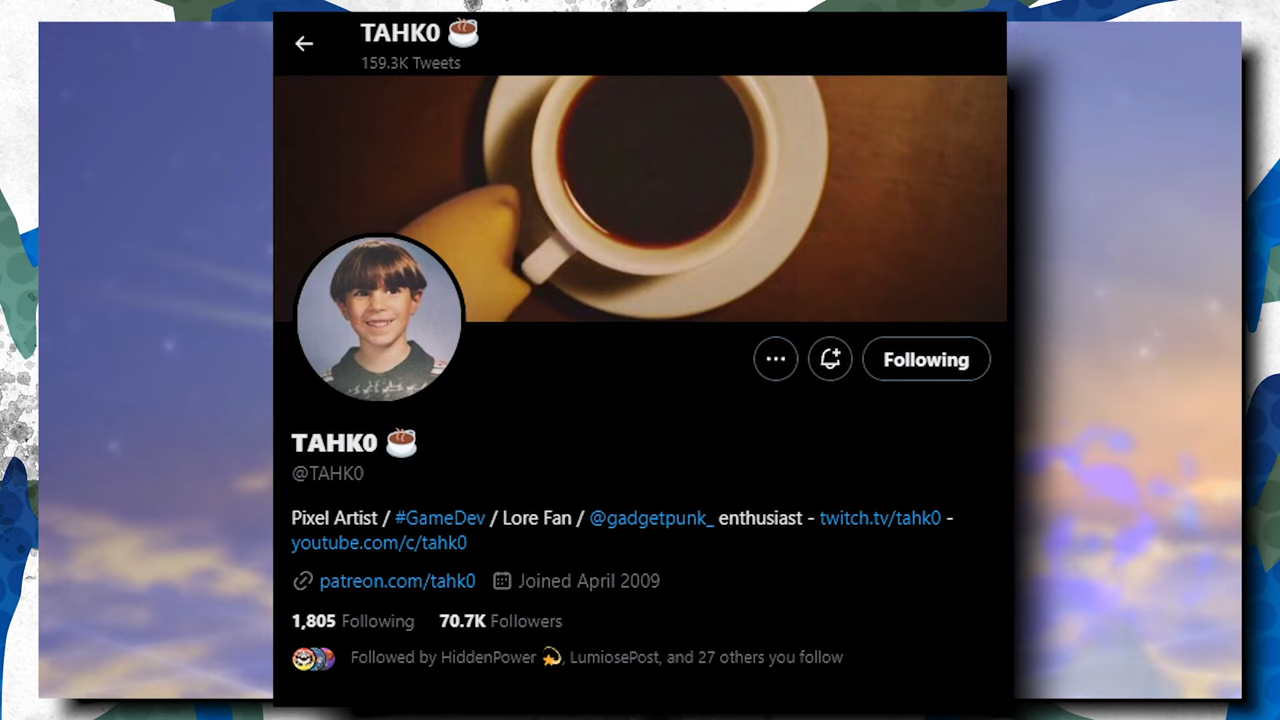 TAHK0 ☕
159.3K Tweets
Following
TAHK0 ☕
@TAHK0
Pixel Artist / #GameDev / Lore Fan / @gadgetpunk_ enthusiast - twitch.tv/tahk0 -
youtube.com/c/tahk0
patreon.com/tahk0 Joined April 2009
1,805 Following 70.7K Followers
Followed by HiddenPower 💫, LumiosePost, and 27 others you follow